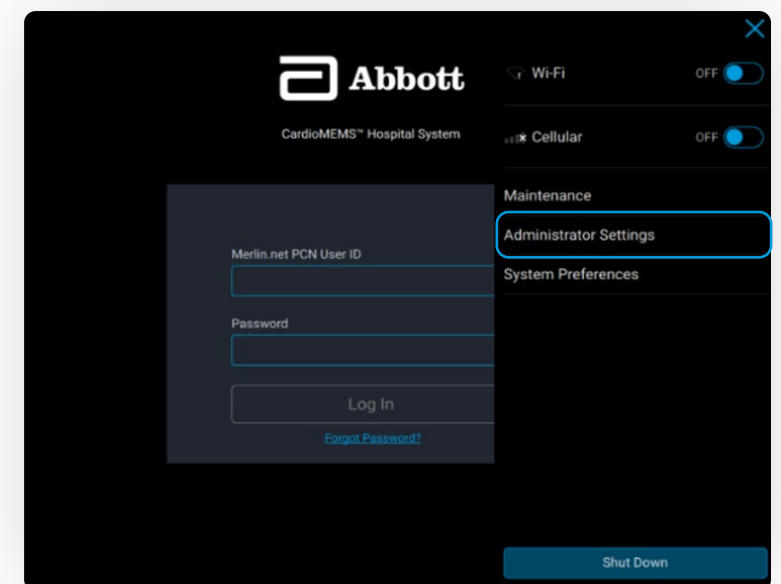 Abbott
CardioMEMS™ Hospital System
Merlin.net PCN User ID
Password
Log In
Forgot Password?
Wi-Fi OFF
Cellular OFF
Maintenance
Administrator Settings
System Preferences
Shut Down